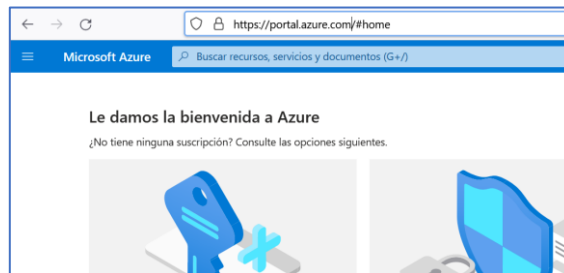 https://portal.azure.com/#home
Microsoft Azure
Buscar recursos, servicios y documentos (G+/)
Le damos la bienvenida a Azure
¿No tiene ninguna suscripción? Consulte las opciones siguientes.